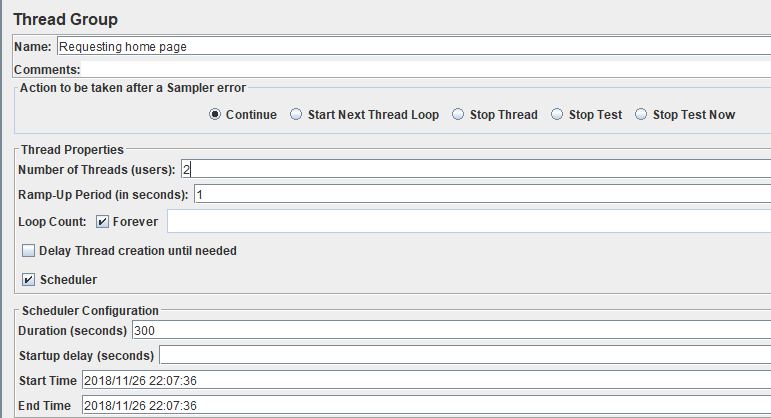 Thread Group
Name: Requesting home page
Comments:
Action to be taken after a Sampler error
Continue Start Next Thread Loop Stop Thread Stop Test Stop Test Now
Thread Properties
Number of Threads (users): 2
Ramp-Up Period (in seconds): 1
Loop Count: Forever
Delay Thread creation until needed
Scheduler
Scheduler Configuration
Duration (seconds) 300
Startup delay (seconds)
Start Time 2018/11/26 22:07:36
End Time 2018/11/26 22:07:36